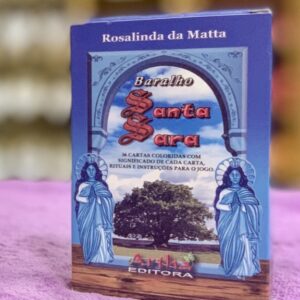 Rosalinda da Matta
Baralho
Santa
Sara
36 CARTAS COLORIDAS COM
SIGNIFICADO DE CADA CARTA,
RITUAIS E INSTRUÇÕES PARA O JOGO.
EDITORA